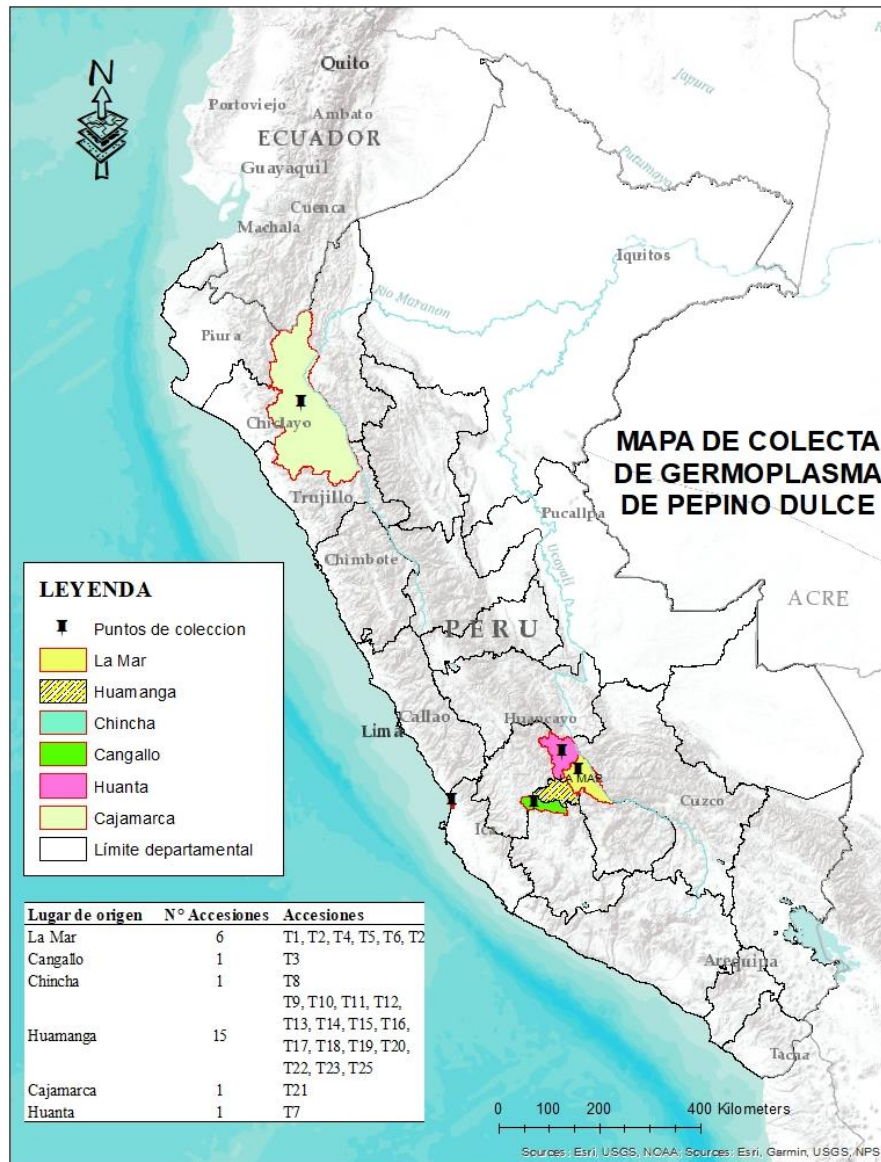 N
Quito
Japura
Portoviejo
Ambato
ECUADOR
Putumayo
Guayaquil
Cuenca
Machala
Iquitos
Rio Maranon
Piura
Chiclayo
MAPA DE COLECTA
DE GERMOPLASMA
DE PEPINO DULCE
Trujillo
Pucallpa
Chimbote
Ucayali
ACRE
PERU
LEYENDA
Puntos de coleccion
La Mar
Huamanga
Chincha
Cangallo
Huanta
Cajamarca
Límite departamental
Callao
Lima
Huancayo
LA MAR
Cuzco
Ica
Arequipa
Tacna
Lugar de origen N° Accesiones Accesiones
La Mar 6 T1, T2, T4, T5, T6, T2
Cangallo 1 T3
Chincha 1 T8
T9, T10, T11, T12,
T13, T14, T15, T16,
Huamanga 15
T17, T18, T19, T20,
T22, T23, T25
Cajamarca 1 T21
Huanta 1 T7
0 100 200 400 Kilometers
Sources: Esri, USGS, NOAA; Sources: Esri, Garmin, USGS, NPS